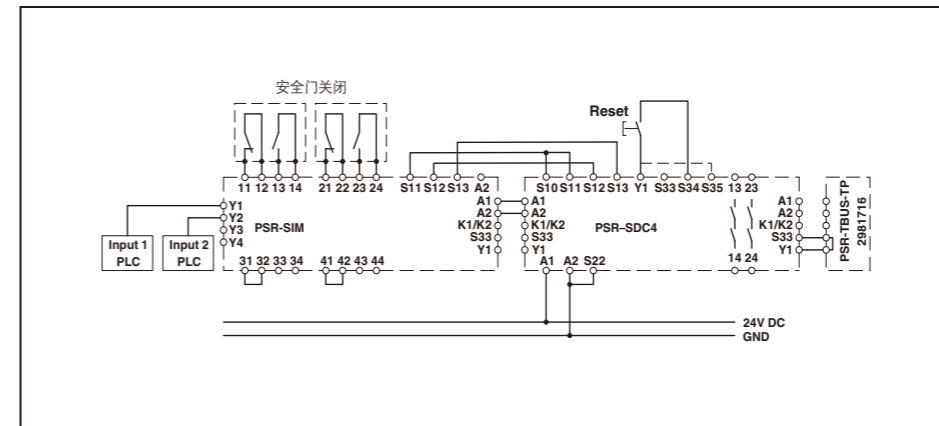 安全门关闭
Reset
11 12 13 14 21 22 23 24 S11 S12 S13 A2 S10 S11 S12 S13 Y1 S33 S34 S35 13 23
Y1
Y2
Y3
Y4
PSR-SIM
A1
A2
K1/K2
S33
Y1
A1
A2
K1/K2
S33
Y1
PSR–SDC4
A1
A2
K1/K2
S33
Y1
PSR-TBUS-TP
2981716
Input 1
PLC
Input 2
PLC
31 32 33 34 41 42 43 44 A1 A2 S22 14 24
24V DC
GND